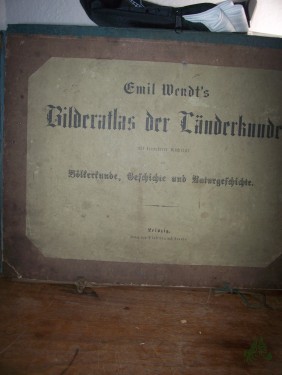 Emil Wendt's
Bilderatlas der Länderkunde
Völkerkunde, Geschichte und Naturgeschichte.
Leipzig.